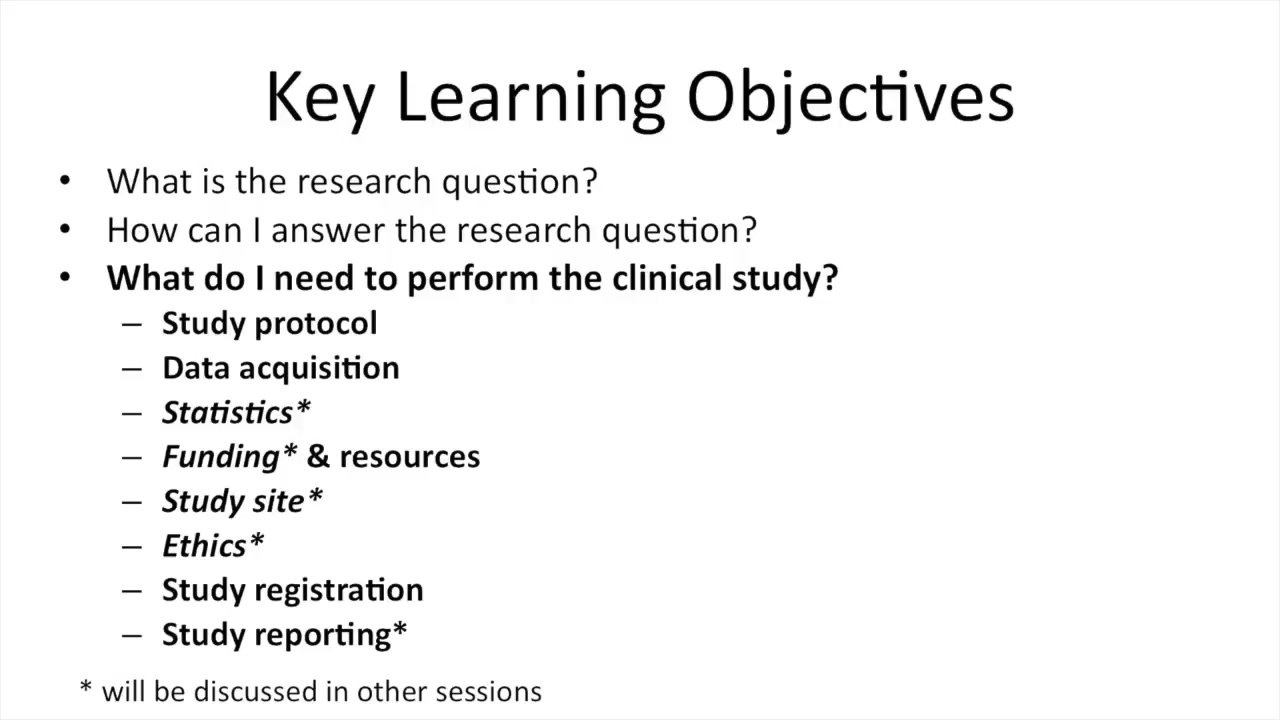 Key Learning Objectives
• What is the research question?
• How can I answer the research question?
• What do I need to perform the clinical study?
– Study protocol
– Data acquisition
– Statistics*
– Funding* & resources
– Study site*
– Ethics*
– Study registration
– Study reporting*
* will be discussed in other sessions